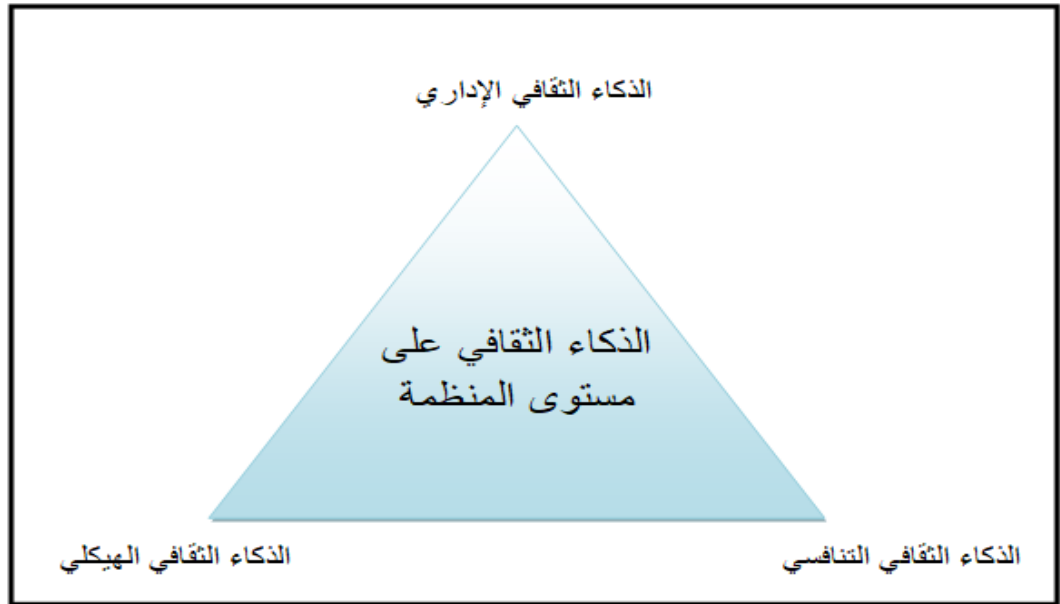 الذكاء الثقافي الإداري
الذكاء الثقافي على
مستوى المنظمة
الذكاء الثقافي التنافسي
الذكاء الثقافي الهيكلي